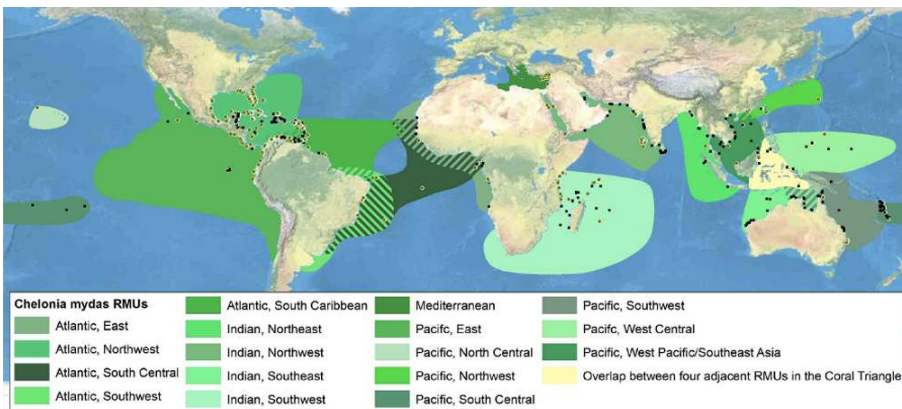 Chelonia mydas RMUs
Atlantic, East
Atlantic, Northwest
Atlantic, South Central
Atlantic, Southwest
Atlantic, South Caribbean
Indian, Northeast
Indian, Northwest
Indian, Southeast
Indian, Southwest
Mediterranean
Pacific, East
Pacific, North Central
Pacific, Northwest
Pacific, South Central
Pacific, Southwest
Pacifc, West Central
Pacific, West Pacific/Southeast Asia
Overlap between four adjacent RMUs in the Coral Triangle